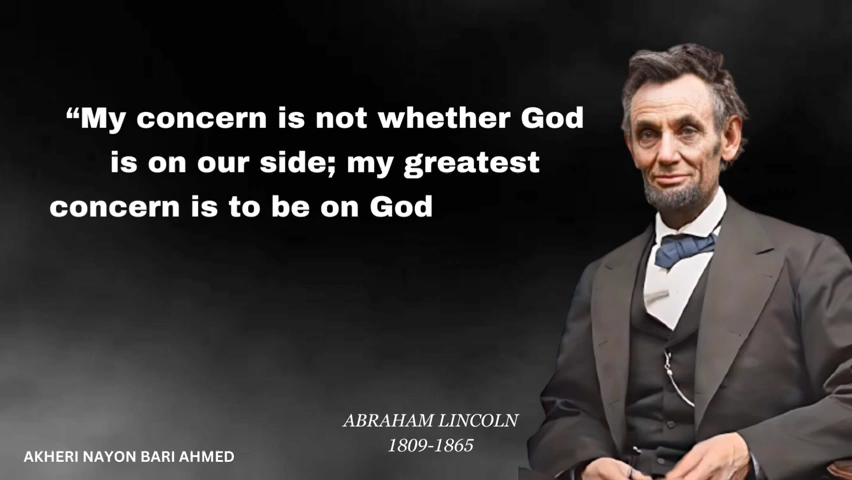 “My concern is not whether God
is on our side; my greatest
concern is to be on God
ABRAHAM LINCOLN
1809-1865
AKHERI NAYON BARI AHMED